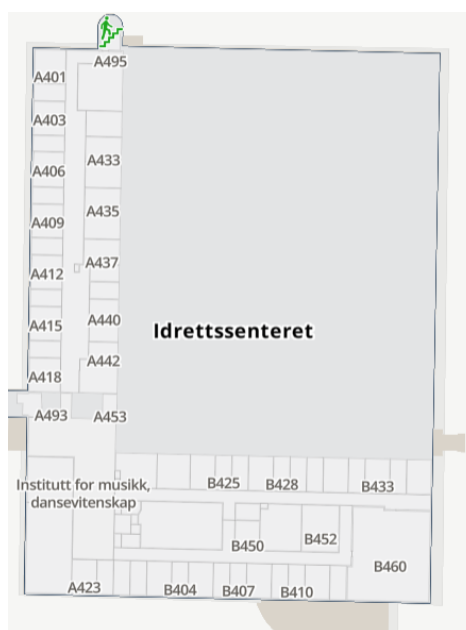 A495
A401
A403
A433
A406
A435
A409
A437
A412
A440
A415
Idrettssenteret
A442
A418
A493
A453
Institutt for musikk,
dansevitenskap
B425
B428
B433
B450
B452
B460
A423
B404
B407
B410